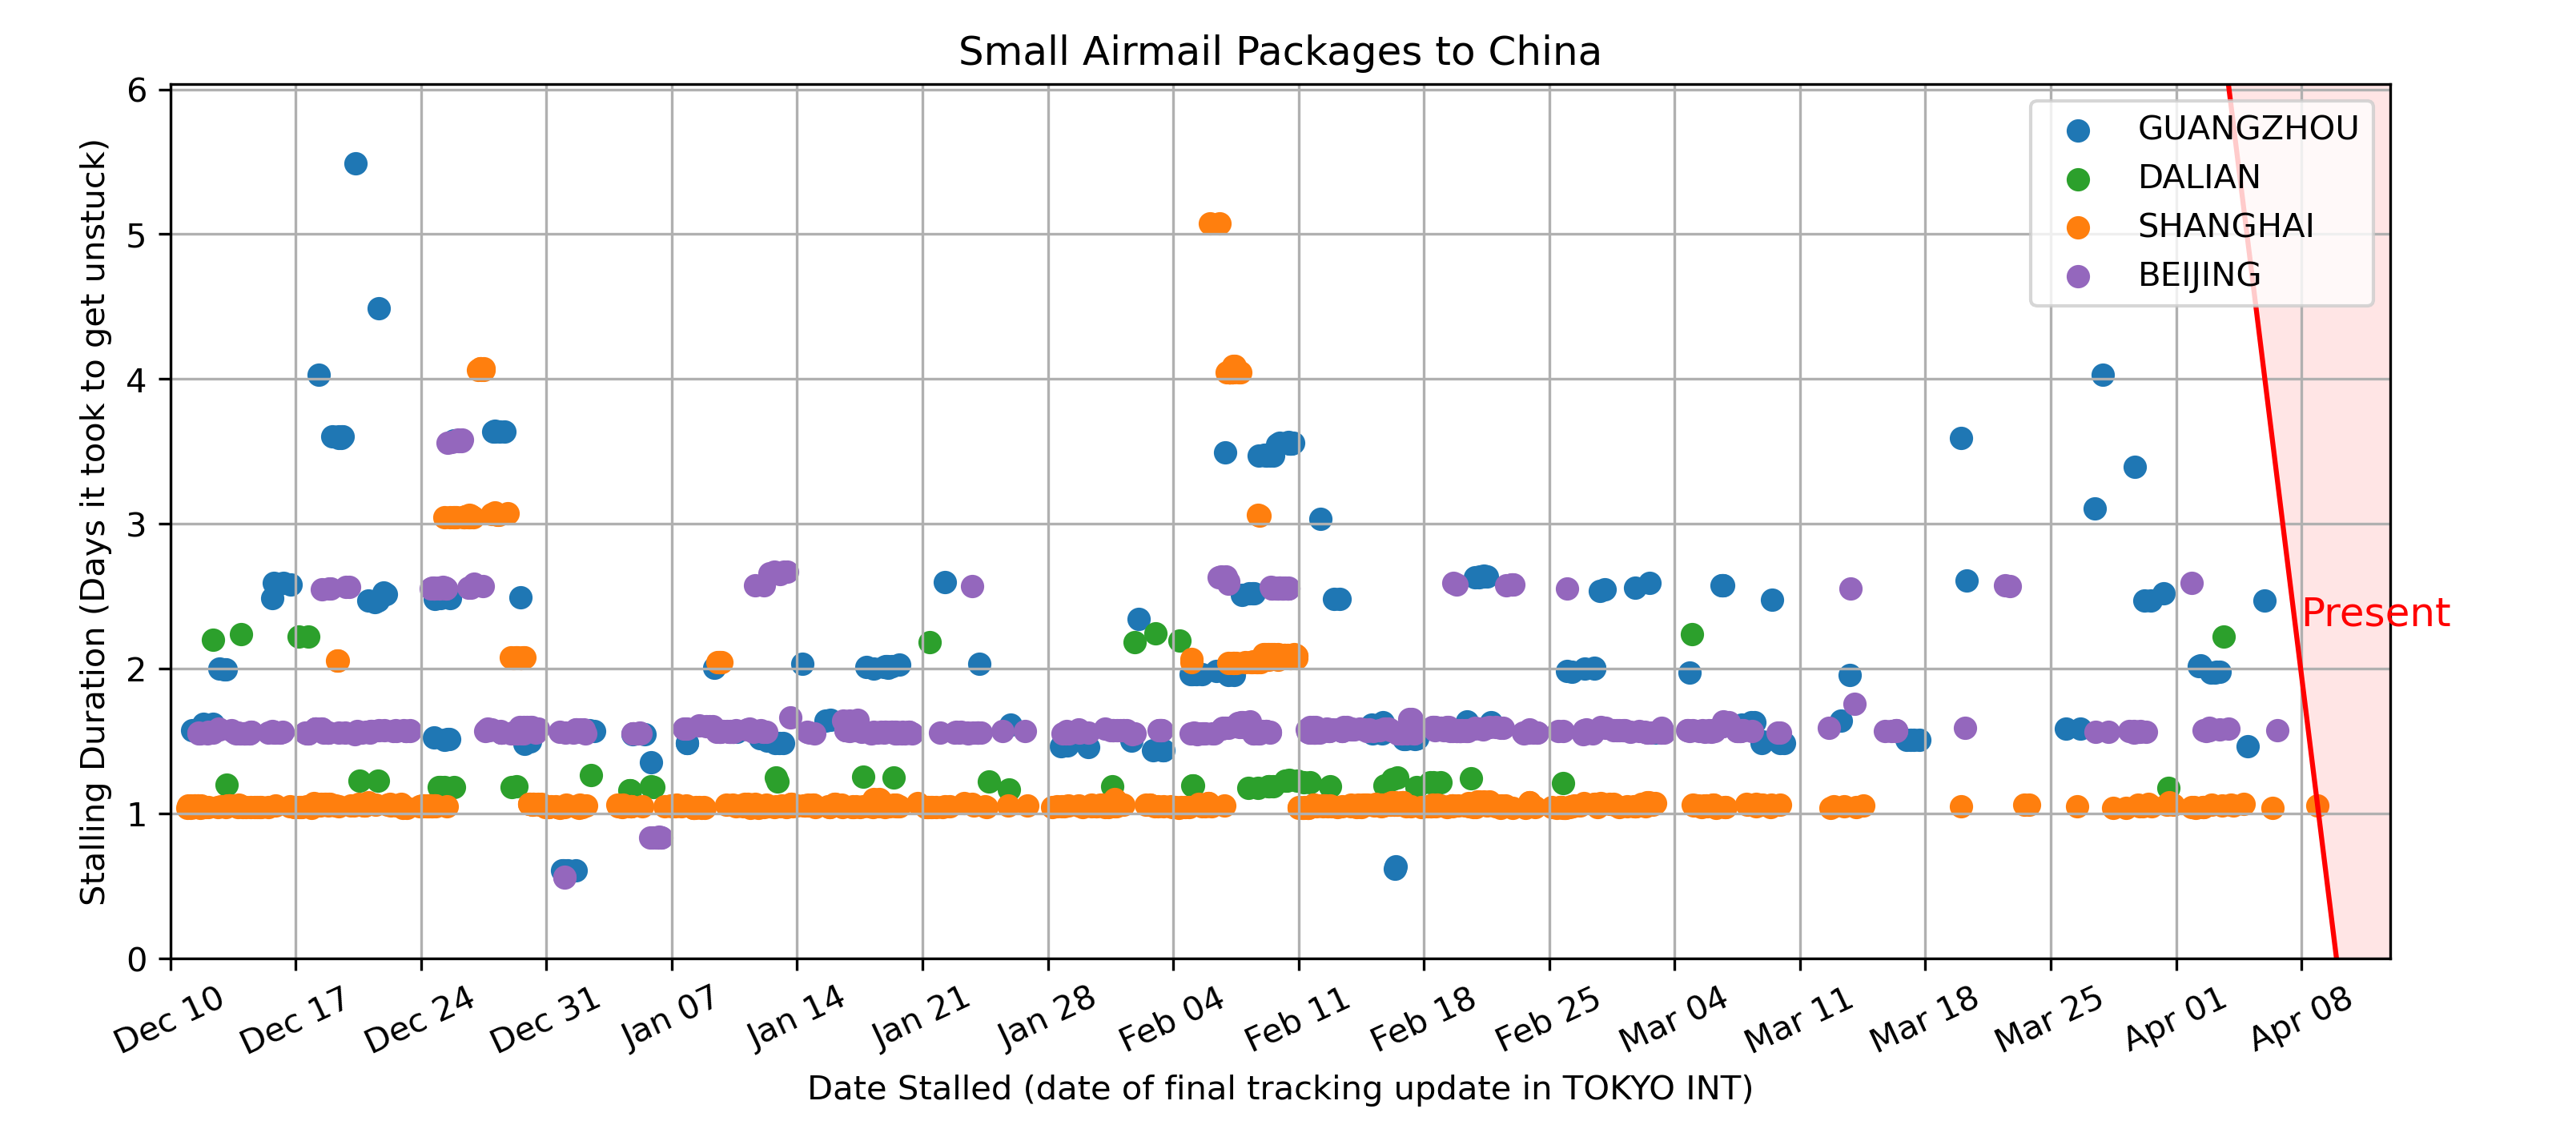 Small Airmail Packages to China
Stalling Duration (Days it took to get unstuck)
6
5
4
3
2
1
0
GUANGZHOU
DALIAN
SHANGHAI
BEIJING
Present
Dec 10
Dec 17
Dec 24
Dec 31
Jan 07
Jan 14
Jan 21
Jan 28
Feb 04
Feb 11
Feb 18
Feb 25
Mar 04
Mar 11
Mar 18
Mar 25
Apr 01
Apr 08
Date Stalled (date of final tracking update in TOKYO INT)